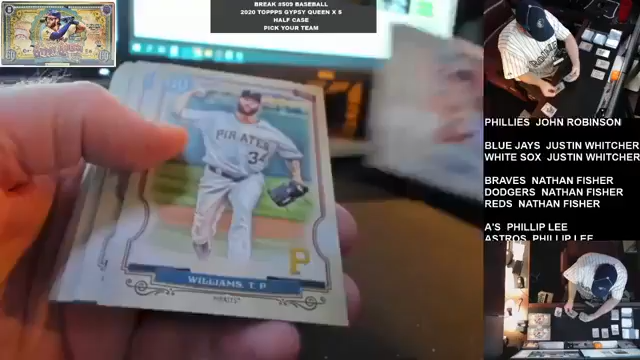 BREAK #509 BASEBALL
2020 TOPPPS GYPSY QUEEN X 5
HALF CASE
PICK YOUR TEAM
PIRATES
34
P
WILLIAMS, T. P
PHILLIES JOHN ROBINSON
BLUE JAYS JUSTIN WHITCHER
WHITE SOX JUSTIN WHITCHER
BRAVES NATHAN FISHER
DODGERS NATHAN FISHER
REDS NATHAN FISHER
A'S PHILLIP LEE
ASTROS PHILLIP LEE